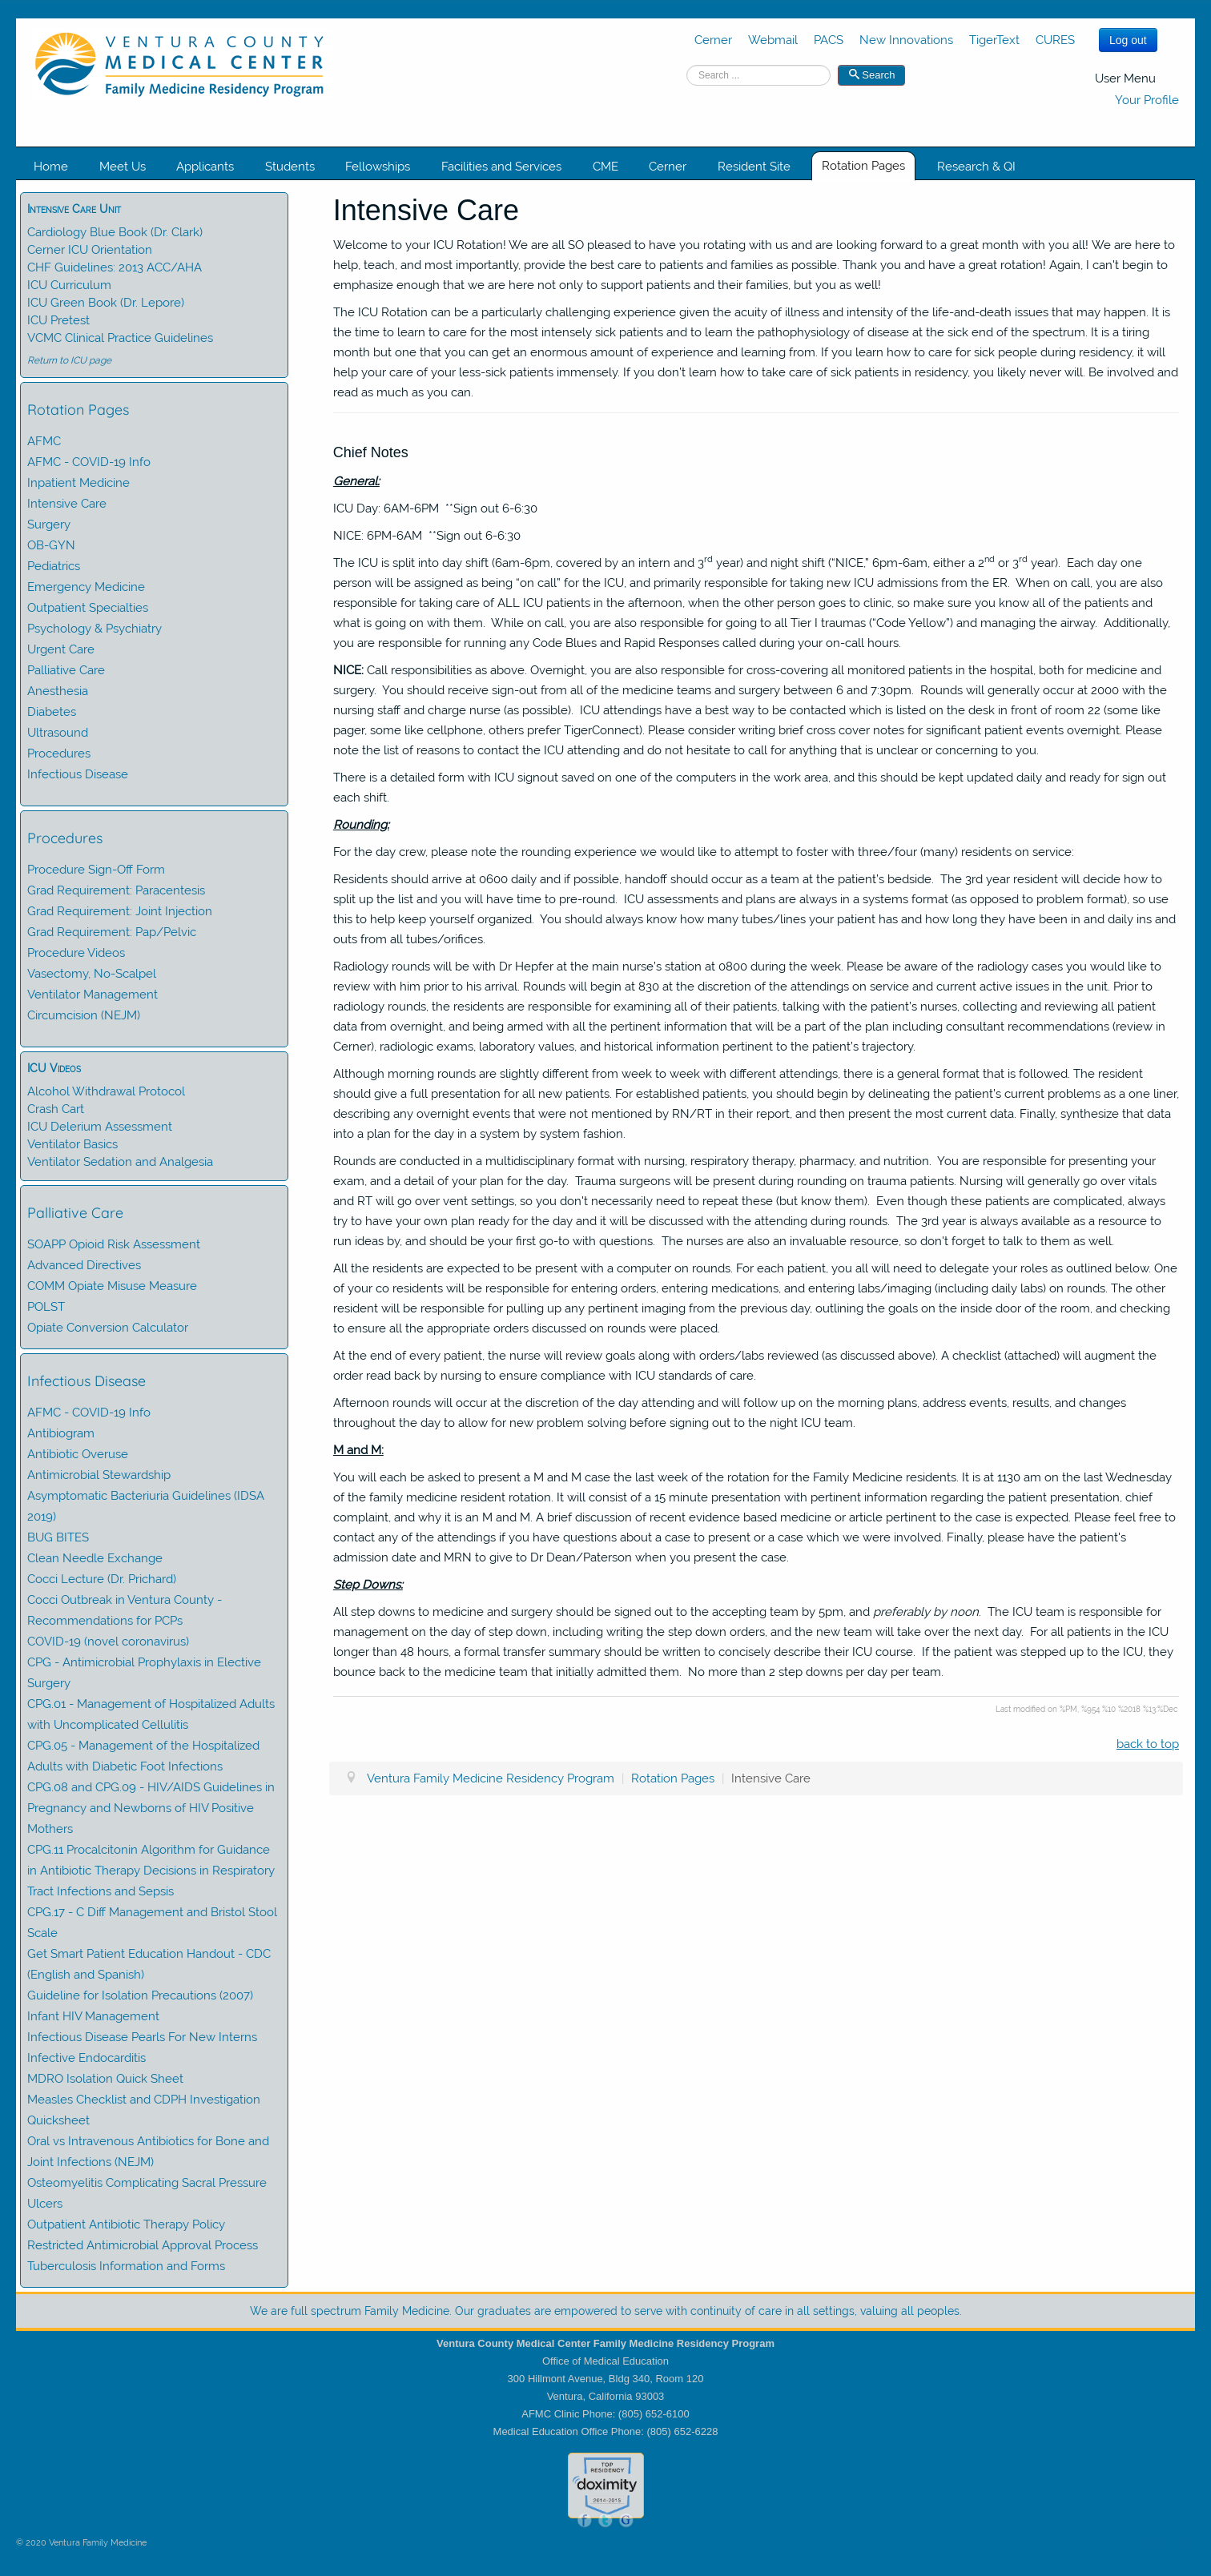 VENTURA COUNTY
MEDICAL CENTER
Family Medicine Residency Program
Cerner Webmail PACS New Innovations TigerText CURES
Log out
Search ...
Search
User Menu
Your Profile
Home Meet Us Applicants Students Fellowships Facilities and Services CME Cerner Resident Site Rotation Pages Research & QI
Intensive Care Unit
Cardiology Blue Book (Dr. Clark)
Cerner ICU Orientation
CHF Guidelines: 2013 ACC/AHA
ICU Curriculum
ICU Green Book (Dr. Lepore)
ICU Pretest
VCMC Clinical Practice Guidelines
Return to ICU page
Rotation Pages
AFMC
AFMC - COVID-19 Info
Inpatient Medicine
Intensive Care
Surgery
OB-GYN
Pediatrics
Emergency Medicine
Outpatient Specialties
Psychology & Psychiatry
Urgent Care
Palliative Care
Anesthesia
Diabetes
Ultrasound
Procedures
Infectious Disease
Procedures
Procedure Sign-Off Form
Grad Requirement: Paracentesis
Grad Requirement: Joint Injection
Grad Requirement: Pap/Pelvic
Procedure Videos
Vasectomy, No-Scalpel
Ventilator Management
Circumcision (NEJM)
ICU Videos
Alcohol Withdrawal Protocol
Crash Cart
ICU Delerium Assessment
Ventilator Basics
Ventilator Sedation and Analgesia
Palliative Care
SOAPP Opioid Risk Assessment
Advanced Directives
COMM Opiate Misuse Measure
POLST
Opiate Conversion Calculator
Infectious Disease
AFMC - COVID-19 Info
Antibiogram
Antibiotic Overuse
Antimicrobial Stewardship
Asymptomatic Bacteriuria Guidelines (IDSA
2019)
BUG BITES
Clean Needle Exchange
Cocci Lecture (Dr. Prichard)
Cocci Outbreak in Ventura County -
Recommendations for PCPs
COVID-19 (novel coronavirus)
CPG - Antimicrobial Prophylaxis in Elective
Surgery
CPG.01 - Management of Hospitalized Adults
with Uncomplicated Cellulitis
CPG.05 - Management of the Hospitalized
Adults with Diabetic Foot Infections
CPG.08 and CPG.09 - HIV/AIDS Guidelines in
Pregnancy and Newborns of HIV Positive
Mothers
CPG.11 Procalcitonin Algorithm for Guidance
in Antibiotic Therapy Decisions in Respiratory
Tract Infections and Sepsis
CPG.17 - C Diff Management and Bristol Stool
Scale
Get Smart Patient Education Handout - CDC
(English and Spanish)
Guideline for Isolation Precautions (2007)
Infant HIV Management
Infectious Disease Pearls For New Interns
Infective Endocarditis
MDRO Isolation Quick Sheet
Measles Checklist and CDPH Investigation
Quicksheet
Oral vs Intravenous Antibiotics for Bone and
Joint Infections (NEJM)
Osteomyelitis Complicating Sacral Pressure
Ulcers
Outpatient Antibiotic Therapy Policy
Restricted Antimicrobial Approval Process
Tuberculosis Information and Forms
Intensive Care
Welcome to your ICU Rotation! We are all SO pleased to have you rotating with us and are looking forward to a great month with you all! We are here to
help, teach, and most importantly, provide the best care to patients and families as possible. Thank you and have a great rotation! Again, I can't begin to
emphasize enough that we are here not only to support patients and their families, but you as well!
The ICU Rotation can be a particularly challenging experience given the acuity of illness and intensity of the life-and-death issues that may happen. It is
the time to learn to care for the most intensely sick patients and to learn the pathophysiology of disease at the sick end of the spectrum. It is a tiring
month but one that you can get an enormous amount of experience and learning from. If you learn how to care for sick people during residency, it will
help your care of your less-sick patients immensely. If you don't learn how to take care of sick patients in residency, you likely never will. Be involved and
read as much as you can.
Chief Notes
General:
ICU Day: 6AM-6PM **Sign out 6-6:30
NICE: 6PM-6AM **Sign out 6-6:30
The ICU is split into day shift (6am-6pm, covered by an intern and 3rd year) and night shift ("NICE," 6pm-6am, either a 2nd or 3rd year). Each day one
person will be assigned as being "on call" for the ICU, and primarily responsible for taking new ICU admissions from the ER. When on call, you are also
responsible for taking care of ALL ICU patients in the afternoon, when the other person goes to clinic, so make sure you know all of the patients and
what is going on with them. While on call, you are also responsible for going to all Tier I traumas ("Code Yellow") and managing the airway. Additionally,
you are responsible for running any Code Blues and Rapid Responses called during your on-call hours.
NICE: Call responsibilities as above. Overnight, you are also responsible for cross-covering all monitored patients in the hospital, both for medicine and
surgery. You should receive sign-out from all of the medicine teams and surgery between 6 and 7:30pm. Rounds will generally occur at 2000 with the
nursing staff and charge nurse (as possible). ICU attendings have a best way to be contacted which is listed on the desk in front of room 22 (some like
pager, some like cellphone, others prefer TigerConnect). Please consider writing brief cross cover notes for significant patient events overnight. Please
note the list of reasons to contact the ICU attending and do not hesitate to call for anything that is unclear or concerning to you.
There is a detailed form with ICU signout saved on one of the computers in the work area, and this should be kept updated daily and ready for sign out
each shift.
Rounding:
For the day crew, please note the rounding experience we would like to attempt to foster with three/four (many) residents on service:
Residents should arrive at 0600 daily and if possible, handoff should occur as a team at the patient's bedside. The 3rd year resident will decide how to
split up the list and you will have time to pre-round. ICU assessments and plans are always in a systems format (as opposed to problem format), so use
this to help keep yourself organized. You should always know how many tubes/lines your patient has and how long they have been in and daily ins and
outs from all tubes/orifices.
Radiology rounds will be with Dr Hepfer at the main nurse's station at 0800 during the week. Please be aware of the radiology cases you would like to
review with him prior to his arrival. Rounds will begin at 830 at the discretion of the attendings on service and current active issues in the unit. Prior to
radiology rounds, the residents are responsible for examining all of their patients, talking with the patient's nurses, collecting and reviewing all patient
data from overnight, and being armed with all the pertinent information that will be a part of the plan including consultant recommendations (review in
Cerner), radiologic exams, laboratory values, and historical information pertinent to the patient's trajectory.
Although morning rounds are slightly different from week to week with different attendings, there is a general format that is followed. The resident
should give a full presentation for all new patients. For established patients, you should begin by delineating the patient's current problems as a one liner,
describing any overnight events that were not mentioned by RN/RT in their report, and then present the most current data. Finally, synthesize that data
into a plan for the day in a system by system fashion.
Rounds are conducted in a multidisciplinary format with nursing, respiratory therapy, pharmacy, and nutrition. You are responsible for presenting your
exam, and a detail of your plan for the day. Trauma surgeons will be present during rounding on trauma patients. Nursing will generally go over vitals
and RT will go over vent settings, so you don't necessarily need to repeat these (but know them). Even though these patients are complicated, always
try to have your own plan ready for the day and it will be discussed with the attending during rounds. The 3rd year is always available as a resource to
run ideas by, and should be your first go-to with questions. The nurses are also an invaluable resource, so don't forget to talk to them as well.
All the residents are expected to be present with a computer on rounds. For each patient, you all will need to delegate your roles as outlined below. One
of your co residents will be responsible for entering orders, entering medications, and entering labs/imaging (including daily labs) on rounds. The other
resident will be responsible for pulling up any pertinent imaging from the previous day, outlining the goals on the inside door of the room, and checking
to ensure all the appropriate orders discussed on rounds were placed.
At the end of every patient, the nurse will review goals along with orders/labs reviewed (as discussed above). A checklist (attached) will augment the
order read back by nursing to ensure compliance with ICU standards of care.
Afternoon rounds will occur at the discretion of the day attending and will follow up on the morning plans, address events, results, and changes
throughout the day to allow for new problem solving before signing out to the night ICU team.
M and M:
You will each be asked to present a M and M case the last week of the rotation for the Family Medicine residents. It is at 1130 am on the last Wednesday
of the family medicine resident rotation. It will consist of a 15 minute presentation with pertinent information regarding the patient presentation, chief
complaint, and why it is an M and M. A brief discussion of recent evidence based medicine or article pertinent to the case is expected. Please feel free to
contact any of the attendings if you have questions about a case to present or a case which we were involved. Finally, please have the patient's
admission date and MRN to give to Dr Dean/Paterson when you present the case.
Step Downs:
All step downs to medicine and surgery should be signed out to the accepting team by 5pm, and preferably by noon. The ICU team is responsible for
management on the day of step down, including writing the step down orders, and the new team will take over the next day. For all patients in the ICU
longer than 48 hours, a formal transfer summary should be written to concisely describe their ICU course. If the patient was stepped up to the ICU, they
bounce back to the medicine team that initially admitted them. No more than 2 step downs per day per team.
Last modified on %PM, %954 %10 %2018 %13:%Dec
back to top
Ventura Family Medicine Residency Program | Rotation Pages | Intensive Care
We are full spectrum Family Medicine. Our graduates are empowered to serve with continuity of care in all settings, valuing all peoples.
Ventura County Medical Center Family Medicine Residency Program
Office of Medical Education
300 Hillmont Avenue, Bldg 340, Room 120
Ventura, California 93003
AFMC Clinic Phone: (805) 652-6100
Medical Education Office Phone: (805) 652-6228
TOP
RESIDENCY
doximity
2014-2015
f t G
© 2020 Ventura Family Medicine